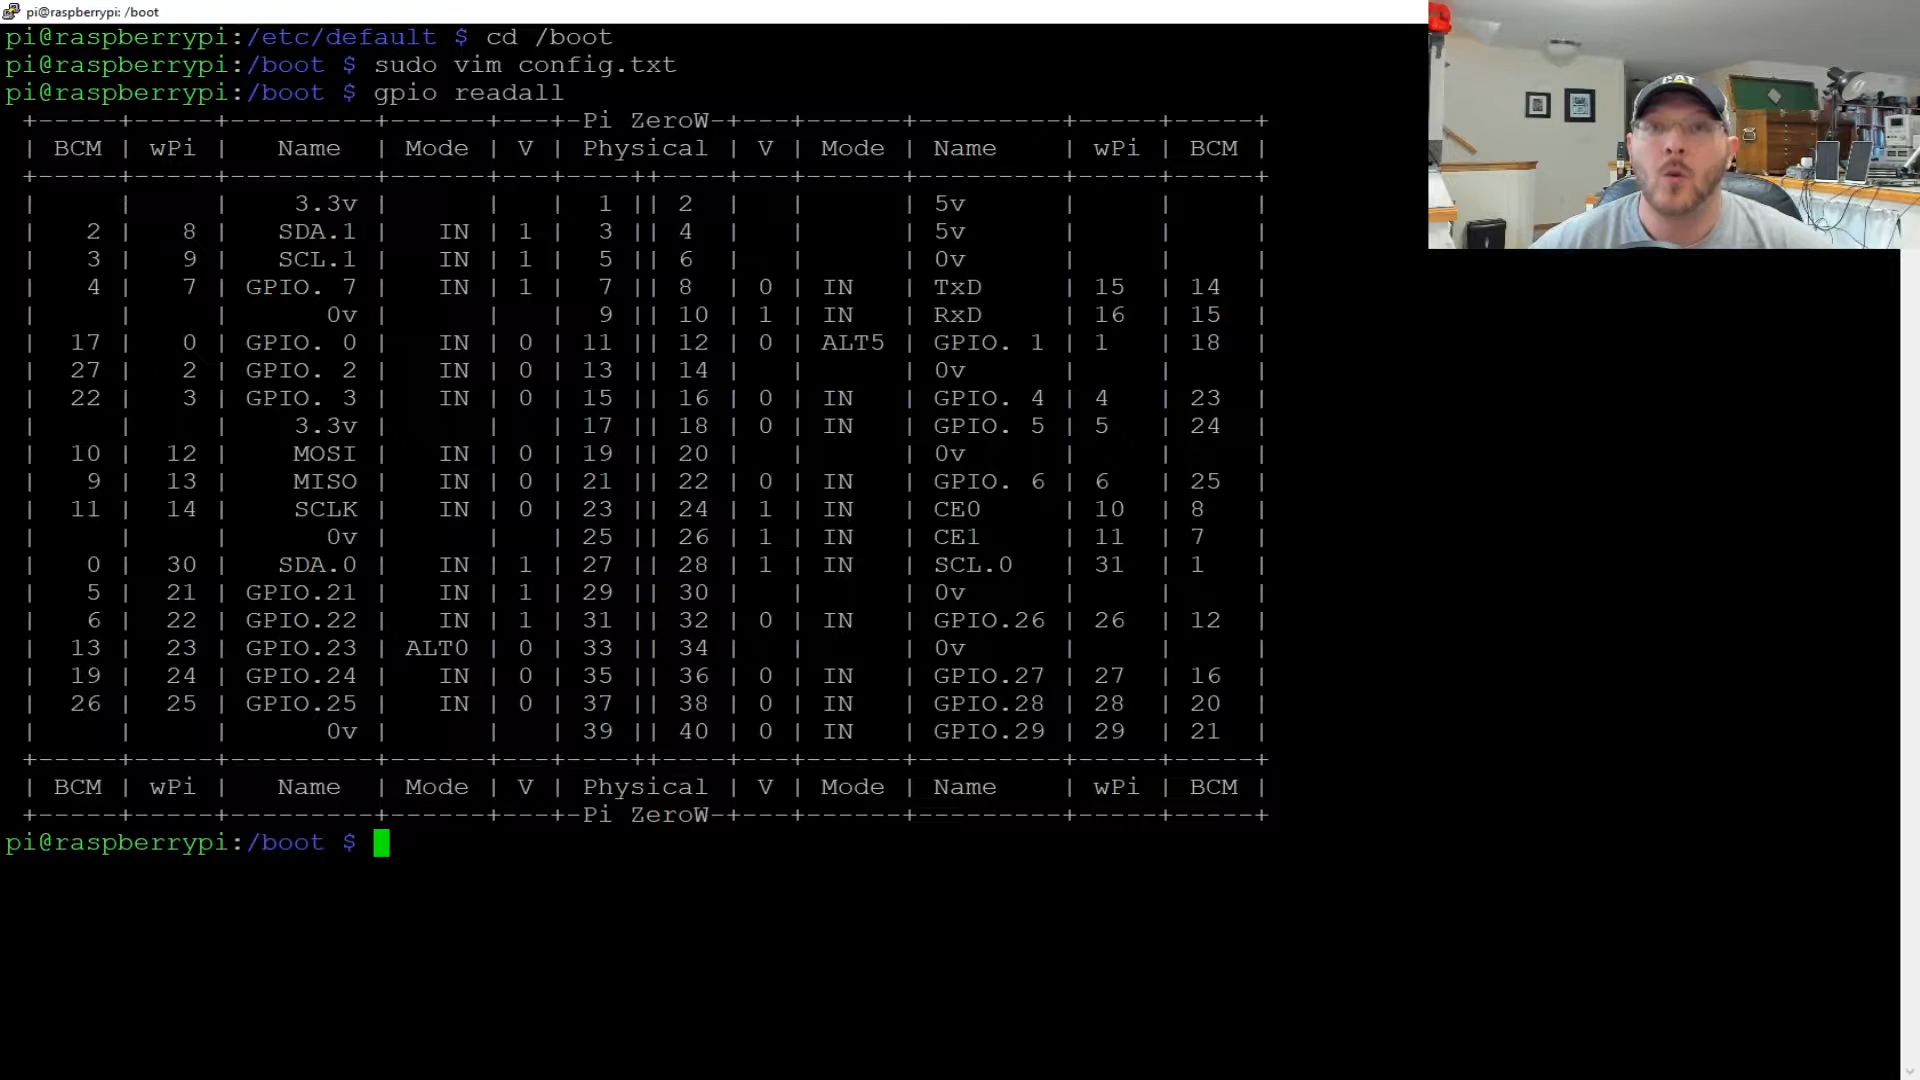 pi@raspberrypi: /boot
pi@raspberrypi:/etc/default $ cd /boot
pi@raspberrypi:/boot $ sudo vim config.txt
pi@raspberrypi:/boot $ gpio readall
+-----+-----+---------+------+---+-Pi ZeroW-+---+------+---------+-----+-----+
| BCM | wPi |   Name  | Mode | V | Physical | V | Mode | Name    | wPi | BCM |
+-----+-----+---------+------+---+----++----+---+------+---------+-----+-----+
|     |     |    3.3v |      |   |  1 || 2  |   |      | 5v      |     |     |
|   2 |   8 |   SDA.1 |   IN | 1 |  3 || 4  |   |      | 5v      |     |     |
|   3 |   9 |   SCL.1 |   IN | 1 |  5 || 6  |   |      | 0v      |     |     |
|   4 |   7 | GPIO. 7 |   IN | 1 |  7 || 8  | 0 | IN   | TxD     | 15  | 14  |
|     |     |      0v |      |   |  9 || 10 | 1 | IN   | RxD     | 16  | 15  |
|  17 |   0 | GPIO. 0 |   IN | 0 | 11 || 12 | 0 | ALT5 | GPIO. 1 | 1   | 18  |
|  27 |   2 | GPIO. 2 |   IN | 0 | 13 || 14 |   |      | 0v      |     |     |
|  22 |   3 | GPIO. 3 |   IN | 0 | 15 || 16 | 0 | IN   | GPIO. 4 | 4   | 23  |
|     |     |    3.3v |      |   | 17 || 18 | 0 | IN   | GPIO. 5 | 5   | 24  |
|  10 |  12 |    MOSI |   IN | 0 | 19 || 20 |   |      | 0v      |     |     |
|   9 |  13 |    MISO |   IN | 0 | 21 || 22 | 0 | IN   | GPIO. 6 | 6   | 25  |
|  11 |  14 |    SCLK |   IN | 0 | 23 || 24 | 1 | IN   | CE0     | 10  | 8   |
|     |     |      0v |      |   | 25 || 26 | 1 | IN   | CE1     | 11  | 7   |
|   0 |  30 |   SDA.0 |   IN | 1 | 27 || 28 | 1 | IN   | SCL.0   | 31  | 1   |
|   5 |  21 | GPIO.21 |   IN | 1 | 29 || 30 |   |      | 0v      |     |     |
|   6 |  22 | GPIO.22 |   IN | 1 | 31 || 32 | 0 | IN   | GPIO.26 | 26  | 12  |
|  13 |  23 | GPIO.23 | ALT0 | 0 | 33 || 34 |   |      | 0v      |     |     |
|  19 |  24 | GPIO.24 |   IN | 0 | 35 || 36 | 0 | IN   | GPIO.27 | 27  | 16  |
|  26 |  25 | GPIO.25 |   IN | 0 | 37 || 38 | 0 | IN   | GPIO.28 | 28  | 20  |
|     |     |      0v |      |   | 39 || 40 | 0 | IN   | GPIO.29 | 29  | 21  |
+-----+-----+---------+------+---+----++----+---+------+---------+-----+-----+
| BCM | wPi |   Name  | Mode | V | Physical | V | Mode | Name    | wPi | BCM |
+-----+-----+---------+------+---+-Pi ZeroW-+---+------+---------+-----+-----+
pi@raspberrypi:/boot $
CAT